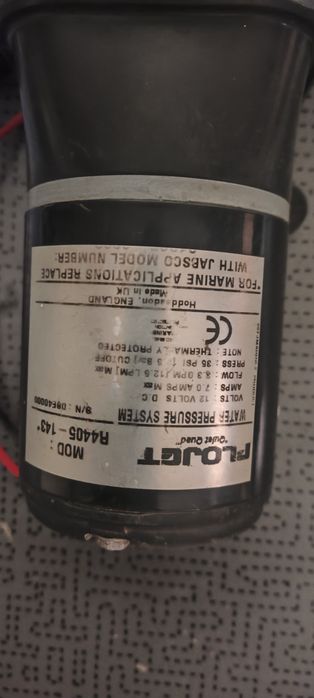 FLOJET
"Quiet Quad"
MOD :
R4405-143*
WATER PRESSURE SYSTEM
S/N :
VOLTS : 12 VOLTS D.C
AMPS : 7.0 AMPS Max
FLOW : 3.3 GPM (12.5 LPM) Max
PRESS : 35 PSI CUTOFF
NOTE : THERMALLY PROTECTED
CE
Made in UK
Hoddesdon, ENGLAND
*FOR MARINE APPLICATIONS REPLACE
WITH JABSCO MODEL NUMBER: